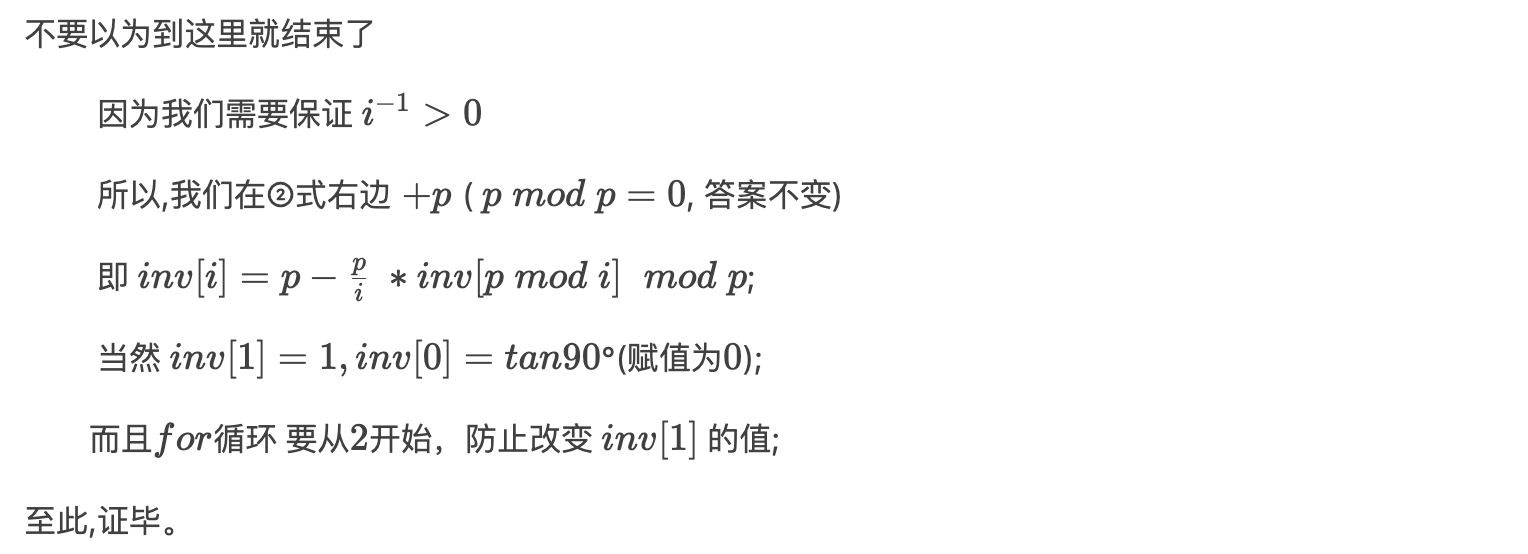 不要以为到这里就结束了
因为我们需要保证 $i^{-1} > 0$
所以,我们在②式右边 $+p$ ( $p \ mod \ p = 0$, 答案不变)
即 $inv[i] = p - \frac{p}{i} * inv[p \ mod \ i] \ \ mod \ p$;
当然 $inv[1] = 1, inv[0] = tan90°$(赋值为0);
而且$for$循环 要从2开始，防止改变 $inv[1]$ 的值;
至此,证毕。